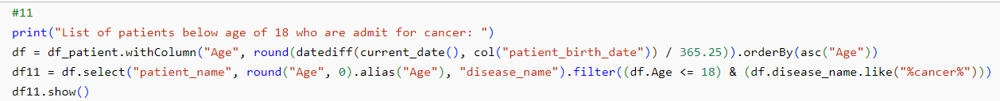 #11
print("List of patients below age of 18 who are admit for cancer: ")
df = df_patient.withColumn("Age", round(datediff(current_date(), col("patient_birth_date")) / 365.25)).orderBy(asc("Age"))
df11 = df.select("patient_name", round("Age", 0).alias("Age"), "disease_name").filter((df.Age <= 18) & (df.disease_name.like("%cancer%")))
df11.show()